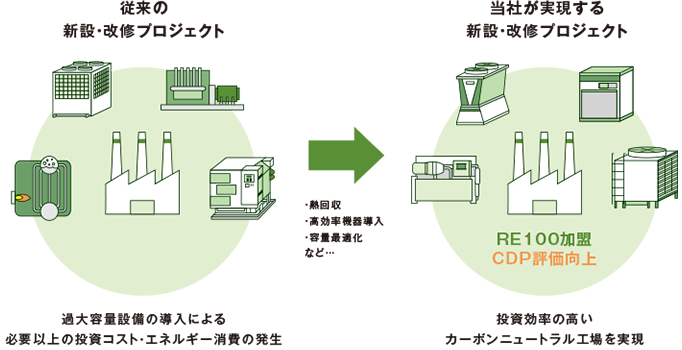 従来の
新設・改修プロジェクト
当社が実現する
新設・改修プロジェクト
・熱回収
・高効率機器導入
・容量最適化
など…
RE100加盟
CDP評価向上
過大容量設備の導入による
必要以上の投資コスト・エネルギー消費の発生
投資効率の高い
カーボンニュートラル工場を実現